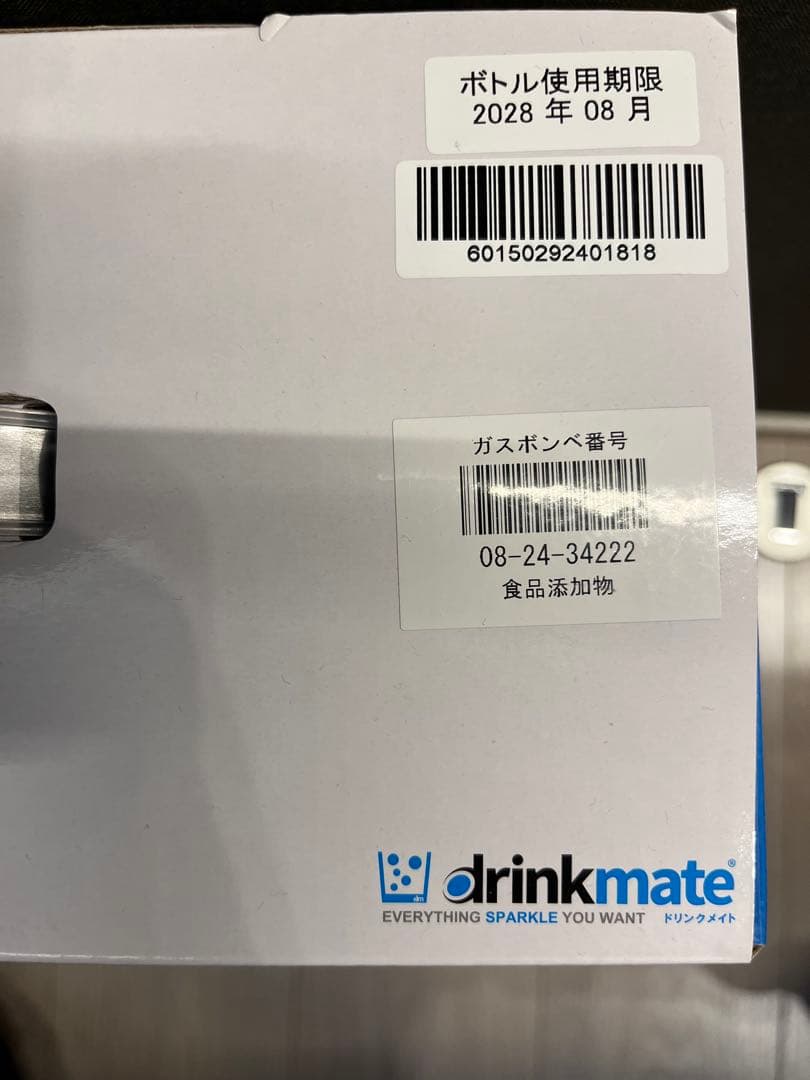 ボトル使用期限
2028 年 08 月
60150292401818
ガスボンベ番号
08-24-34222
食品添加物
dm
drinkmate®
EVERYTHING SPARKLE YOU WANT ドリンクメイト